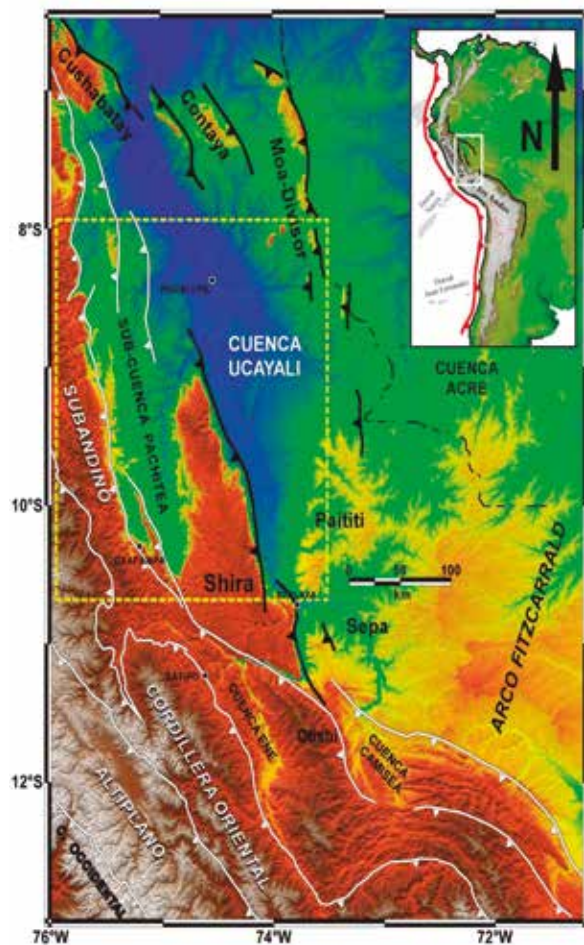 Cushabatay
Contaya
Moa-Divisor
N
8°S
CUENCA
UCAYALI
CUENCA
ACRE
SUB-CUENCA PACHITEA
SUBANDINO
10°S
Paititi
0 50 100
km
Shira
Sepa
ARCO FITZCARRALD
SATIPO
CUENCA ENE
CUENCA
CAMISEA
CORDILLERA ORIENTAL
12°S
ALTIPLANO
C. OCCIDENTAL
76°W
74°W
72°W